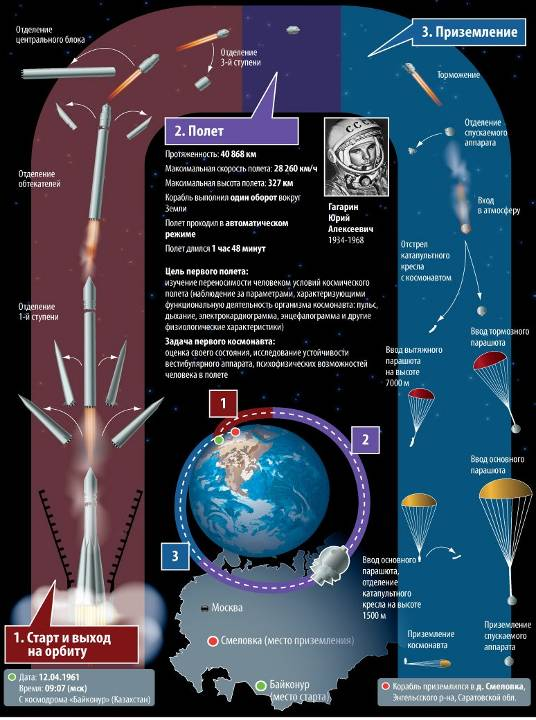 Отделение
центрального блока
Отделение
3-й ступени
3. Приземление
Торможение
Отделение
спускаемого
аппарата
2. Полет
Протяженность: 40 868 км
Максимальная скорость полета: 28 260 км/ч
Максимальная высота полета: 327 км
Корабль выполнил один оборот вокруг
Земли
Полет проходил в автоматическом
режиме
Полет длился 1 час 48 минут
СССР
Гагарин
Юрий
Алексеевич
1934-1968
Отделение
обтекателей
Вход
в атмосферу
Отстрел
катапультного
кресла
с космонавтом
Цель первого полета:
изучение переносимости человеком условий космического
полета (наблюдение за параметрами, характеризующими
функциональную деятельность организма космонавта: пульс,
дыхание, электрокардиограмма, энцефалограмма и другие
физиологические характеристики)
Задача первого космонавта:
оценка своего состояния, исследование устойчивости
вестибулярного аппарата, психофизических возможностей
человека в полете
Отделение
1-й ступени
Ввод тормозного
парашюта
Ввод вытяжного
парашюта
на высоте
7000 м
1
2
3
Ввод основного
парашюта
Ввод основного
парашюта,
отделение
катапультного
кресла на высоте
1500 м
Москва
Смеловка (место приземления)
Байконур
(место старта)
Приземление
космонавта
Приземление
спускаемого
аппарата
1. Старт и выход
на орбиту
Дата: 12.04.1961
Время: 09:07 (мск)
С космодрома «Байконур» (Казахстан)
Корабль приземлился в д. Смеловка,
Энгельсского р-на, Саратовской обл.